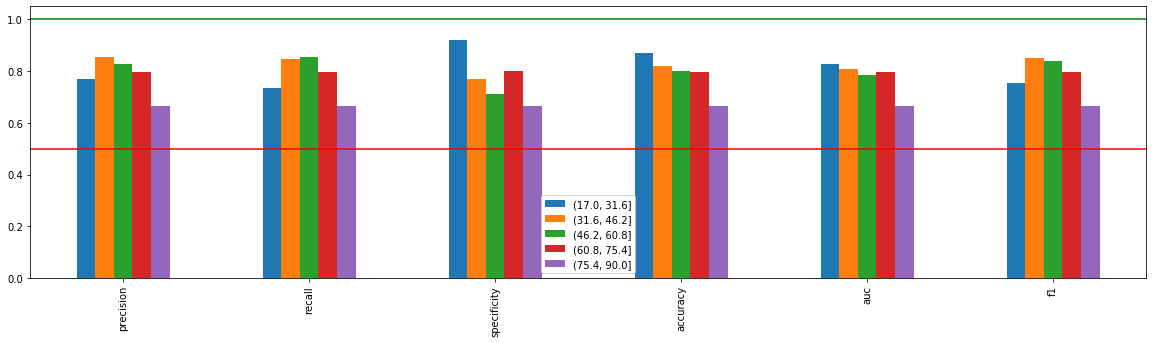 1.0
0.8
0.6
0.4
0.2
0.0
(17.0, 31.6]
(31.6, 46.2]
(46.2, 60.8]
(60.8, 75.4]
(75.4, 90.0]
precision
recall
specificity
accuracy
auc
f1